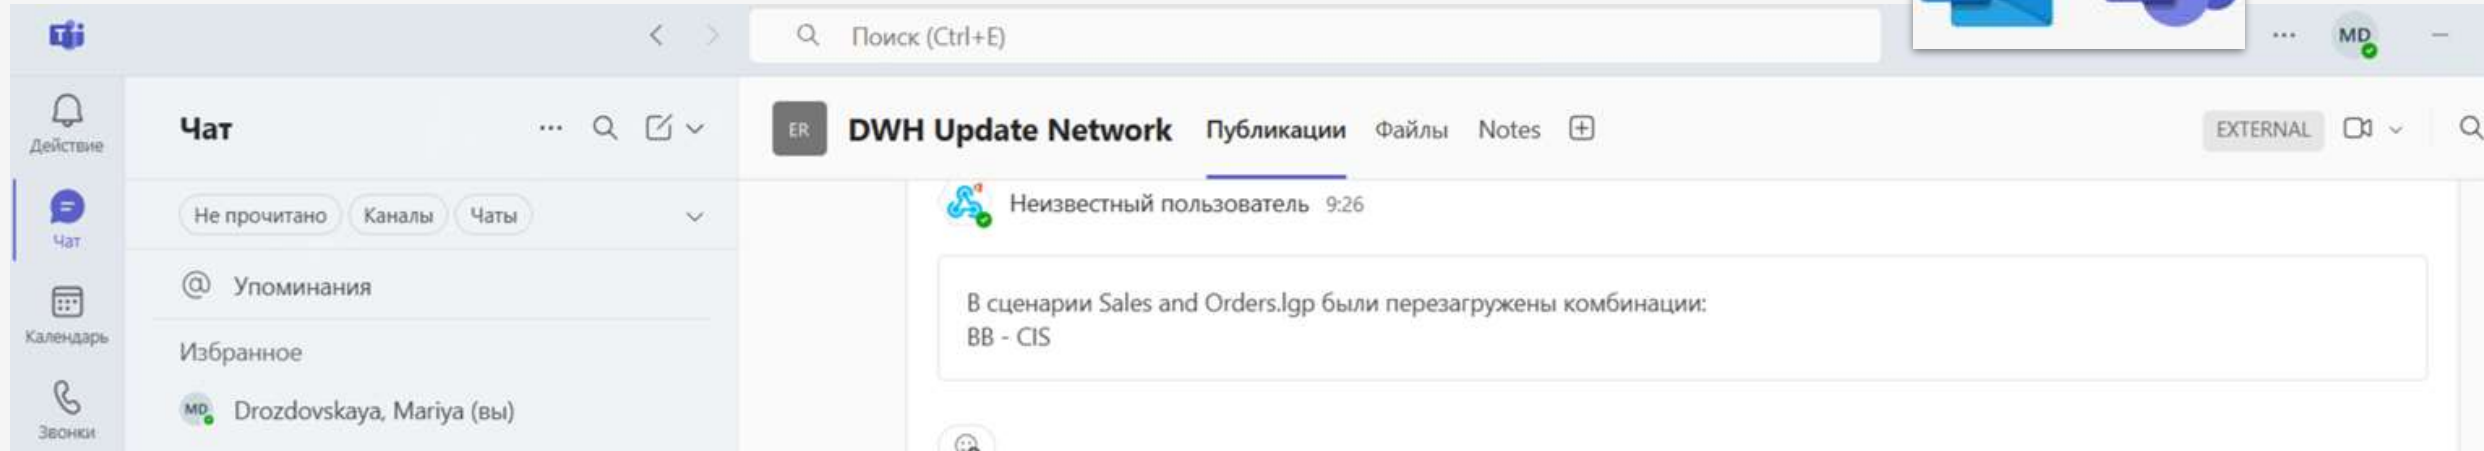 Поиск (Ctrl+E)
MD
Действие
Чат
Календарь
Звонки
Чат
Не прочитано
Каналы
Чаты
Упоминания
Избранное
MD
Drozdovskaya, Mariya (вы)
ER
DWH Update Network
Публикации
Файлы
Notes
EXTERNAL
Неизвестный пользователь 9:26
В сценарии Sales and Orders.lgp были перезагружены комбинации:
BB - CIS